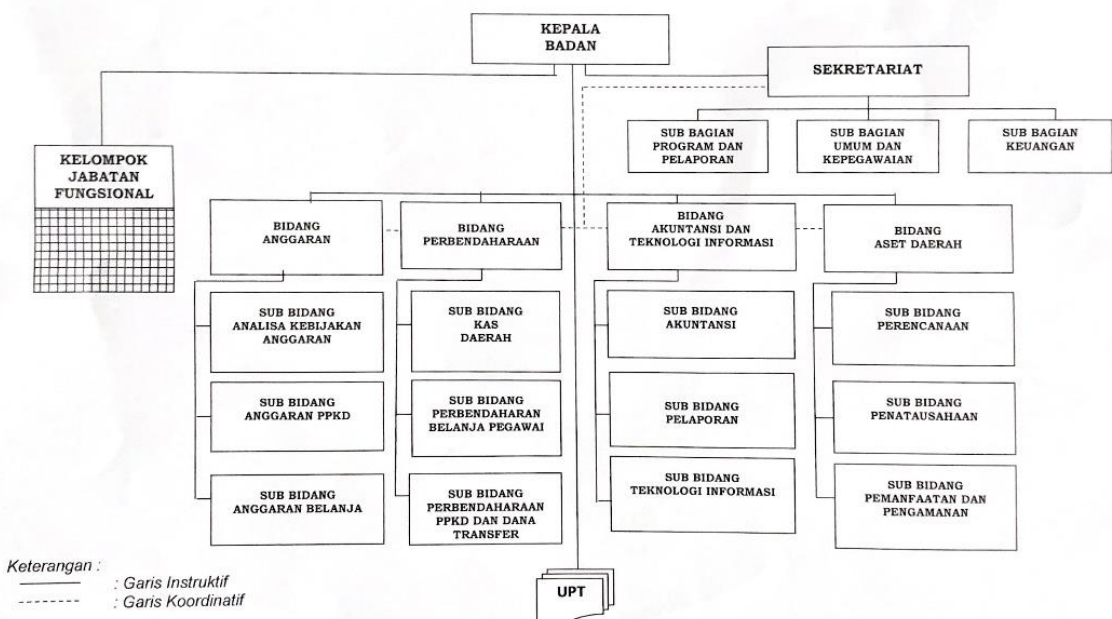 KEPALA
BADAN
SEKRETARIAT
SUB BAGIAN
PROGRAM DAN
PELAPORAN
SUB BAGIAN
UMUM DAN
KEPEGAWAIAN
SUB BAGIAN
KEUANGAN
KELOMPOK
JABATAN
FUNGSIONAL
BIDANG
ANGGARAN
BIDANG
PERBENDAHARAAN
BIDANG
AKUNTANSI DAN
TEKNOLOGI INFORMASI
BIDANG
ASET DAERAH
SUB BIDANG
ANALISA KEBIJAKAN
ANGGARAN
SUB BIDANG
KAS
DAERAH
SUB BIDANG
AKUNTANSI
SUB BIDANG
PERENCANAAN
SUB BIDANG
ANGGARAN PPKD
SUB BIDANG
PERBENDAHARAN
BELANJA PEGAWAI
SUB BIDANG
PELAPORAN
SUB BIDANG
PENATAUSAHAAN
SUB BIDANG
ANGGARAN BELANJA
SUB BIDANG
PERBENDAHARAAN
PPKD DAN DANA
TRANSFER
SUB BIDANG
TEKNOLOGI INFORMASI
SUB BIDANG
PEMANFAATAN DAN
PENGAMANAN
Keterangan :
: Garis Instruktif
: Garis Koordinatif
UPT